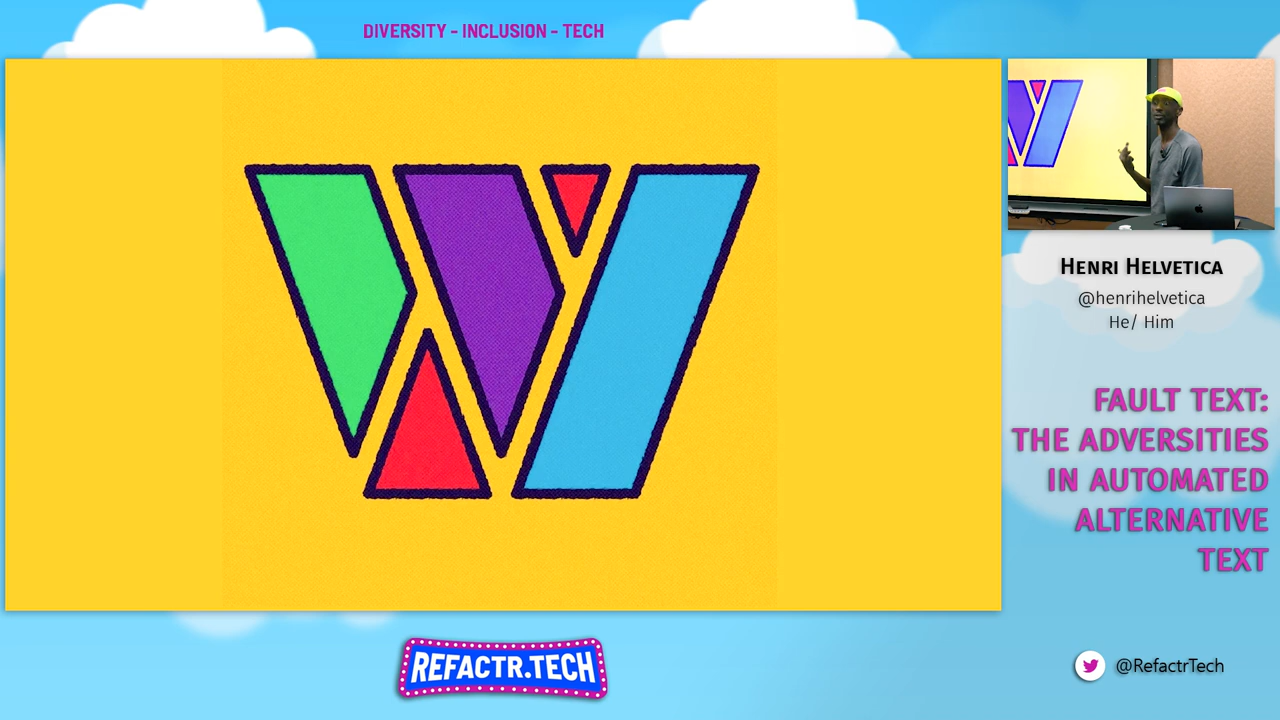 DIVERSITY - INCLUSION - TECH
HENRI HELVETICA
@henrihelvetica
He/ Him
FAULT TEXT:
THE ADVERSITIES
IN AUTOMATED
ALTERNATIVE
TEXT
REFACTR.TECH
@RefactrTech